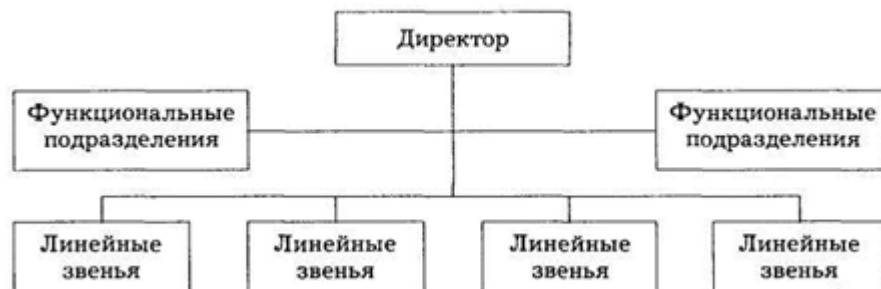 Директор
Функциональные
подразделения
Функциональные
подразделения
Линейные
звенья
Линейные
звенья
Линейные
звенья
Линейные
звенья